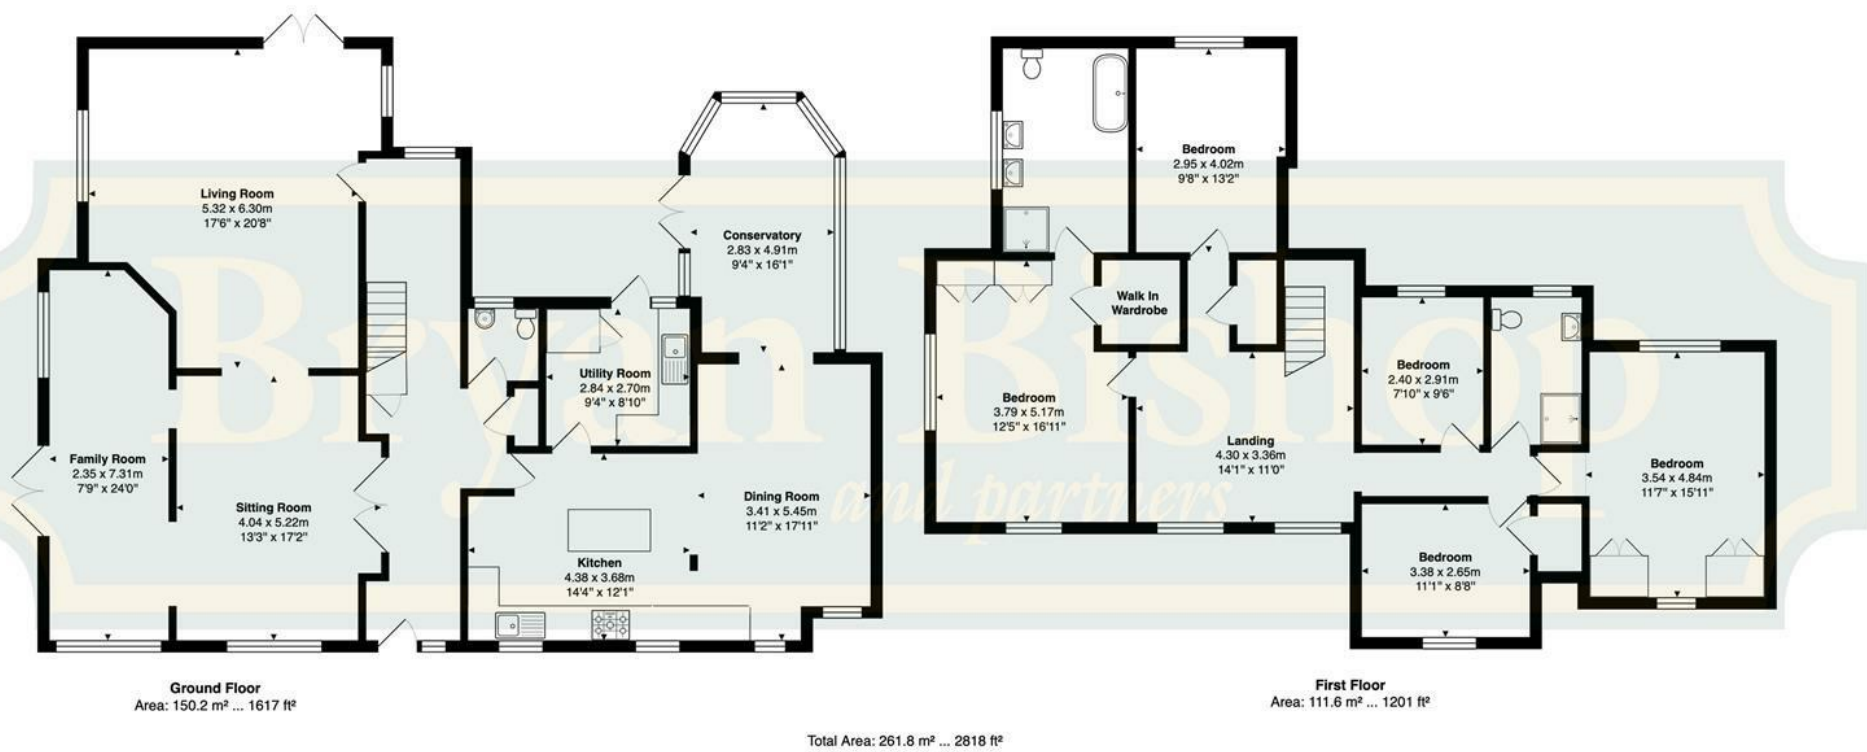 Living Room
5.32 x 6.30m
17'6" x 20'8"
Conservatory
2.83 x 4.91m
9'4" x 16'1"
Family Room
2.35 x 7.31m
7'9" x 24'0"
Sitting Room
4.04 x 5.22m
13'3" x 17'2"
Utility Room
2.84 x 2.70m
9'4" x 8'10"
Kitchen
4.38 x 3.68m
14'4" x 12'1"
Dining Room
3.41 x 5.45m
11'2" x 17'11"
Ground Floor
Area: 150.2 m² ... 1617 ft²
Bedroom
2.95 x 4.02m
9'8" x 13'2"
Walk In
Wardrobe
Bedroom
3.79 x 5.17m
12'5" x 16'11"
Landing
4.30 x 3.36m
14'1" x 11'0"
Bedroom
2.40 x 2.91m
7'10" x 9'6"
Bedroom
3.54 x 4.84m
11'7" x 15'11"
Bedroom
3.38 x 2.65m
11'1" x 8'8"
First Floor
Area: 111.6 m² ... 1201 ft²
Total Area: 261.8 m² ... 2818 ft²
Bryan Bishop
and partners